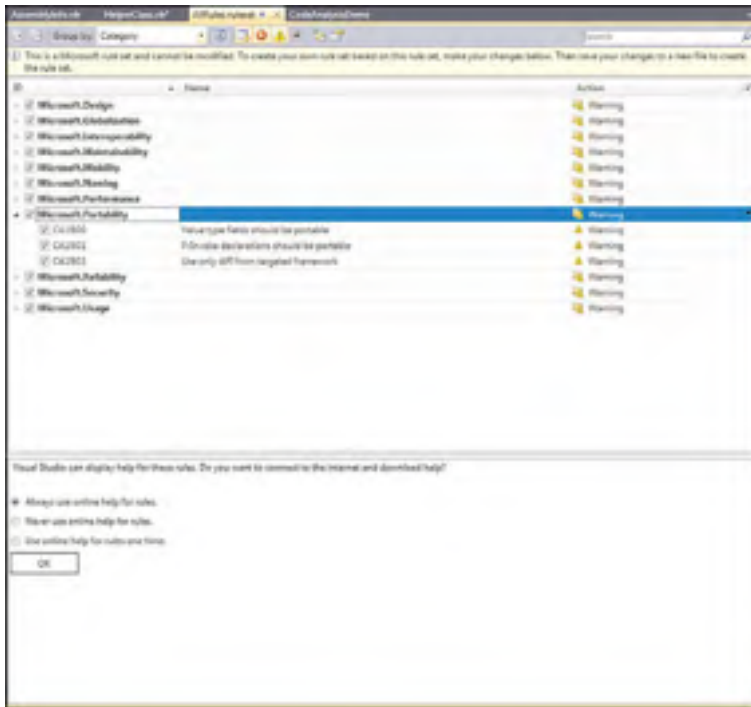 AssemblyInfo.vb HelperClass.vb* AllRules.ruleset CodeAnalysisDemo
Group by: Category Search
This is a Microsoft rule set and cannot be modified. To create your own rule set based on this rule set, make your changes below. Then save your changes to a new file to create
the rule set.
ID Name Action
Microsoft.Design Warning
Microsoft.Globalization Warning
Microsoft.Interoperability Warning
Microsoft.Maintainability Warning
Microsoft.Mobility Warning
Microsoft.Naming Warning
Microsoft.Performance Warning
Microsoft.Portability Warning
CA1900 Value type fields should be portable Warning
CA1901 P/Invoke declarations should be portable Warning
CA1903 Use only API from targeted framework Warning
Microsoft.Reliability Warning
Microsoft.Security Warning
Microsoft.Usage Warning
Visual Studio can display help for these rules. Do you want to connect to the internet and download help?
Always use online help for rules.
Never use online help for rules.
Use online help for rules one time.
OK